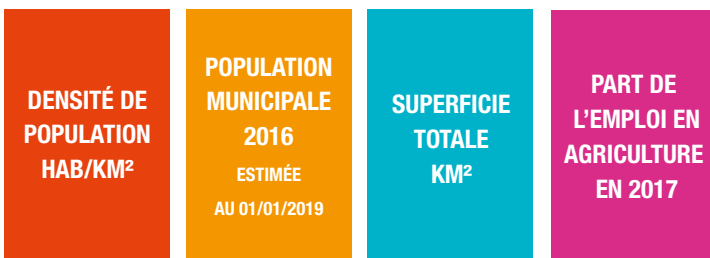 DENSITÉ DE
POPULATION
HAB/KM²
POPULATION
MUNICIPALE
2016
ESTIMÉE
AU 01/01/2019
SUPERFICIE
TOTALE
KM²
PART DE
L'EMPLOI EN
AGRICULTURE
EN 2017